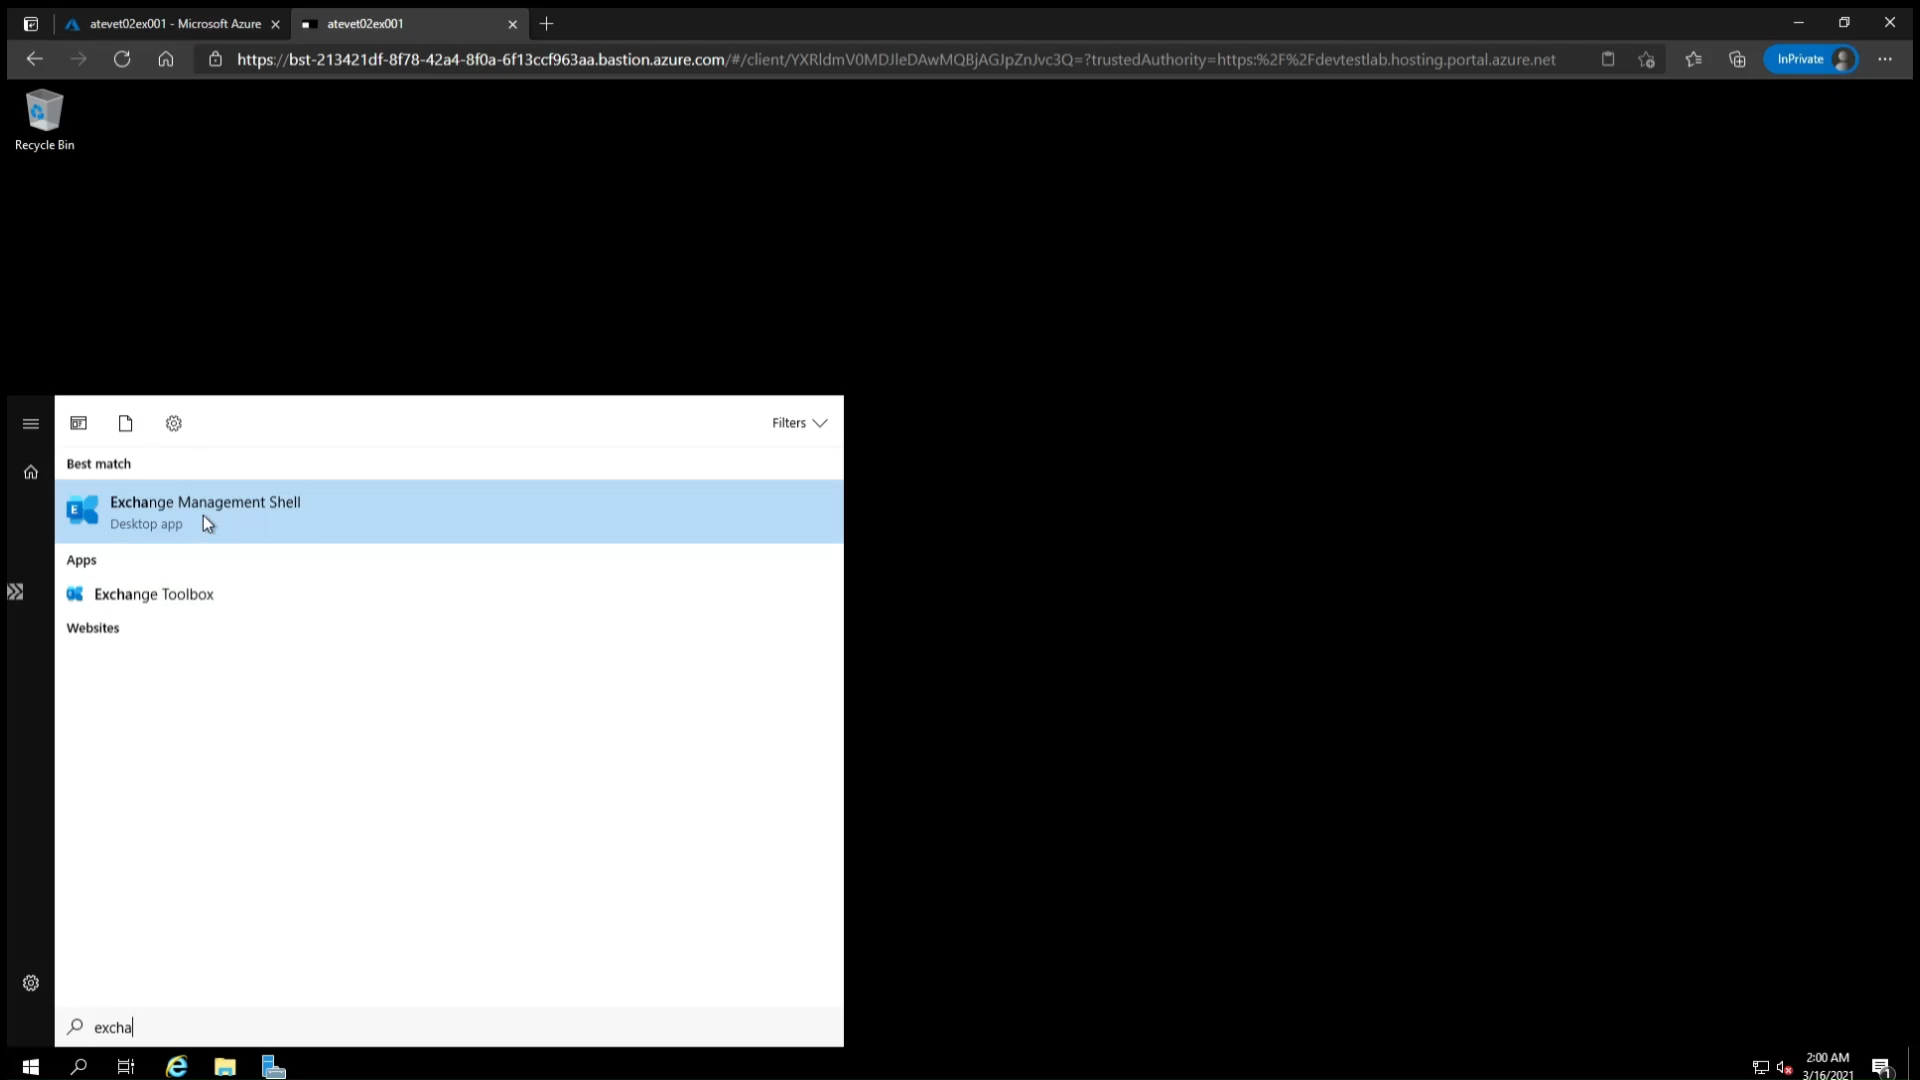 atevet02ex001 - Microsoft Azure
atevet02ex001
https://bst-213421df-8f78-42a4-8f0a-6f13ccf963aa.bastion.azure.com/#/client/YXRldmV0MDJleDAwMQBjAGJpZnJvc3Q=?trustedAuthority=https:%2F%2Fdevtestlab.hosting.portal.azure.net
InPrivate
Recycle Bin
Filters
Best match
Exchange Management Shell
Desktop app
Apps
Exchange Toolbox
Websites
excha
2:00 AM
3/16/2021
1